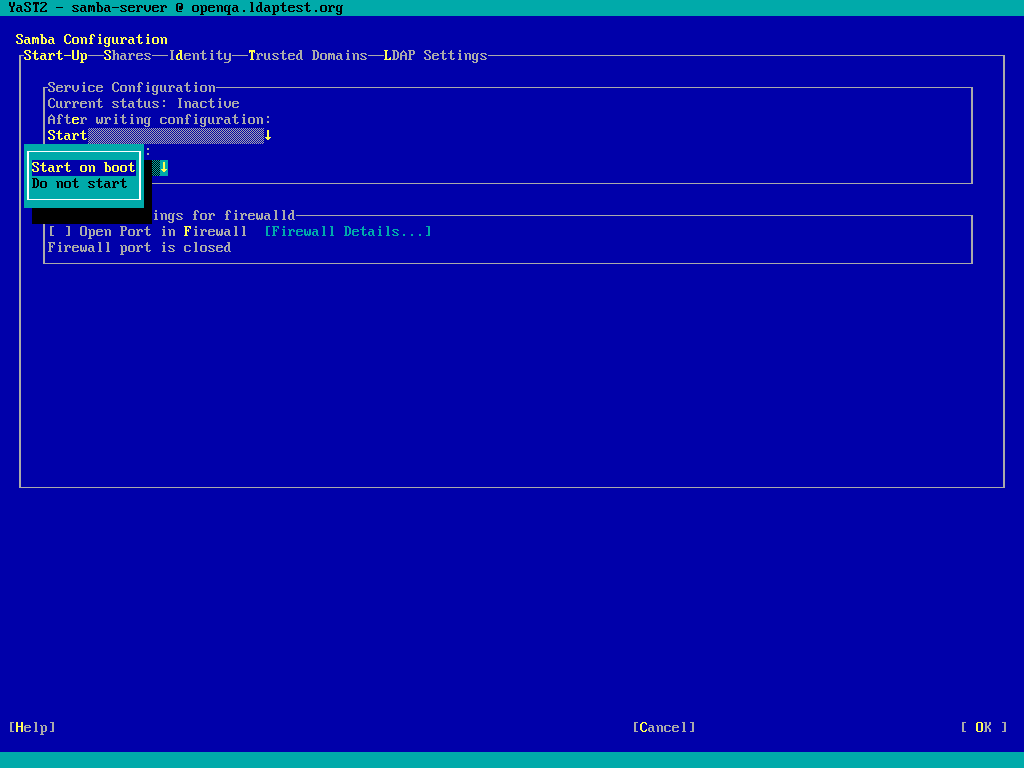 YaST2 - samba-server @ openqa.ldaptest.org
Samba Configuration
Start-Up Shares Identity Trusted Domains LDAP Settings
Service Configuration
Current status: Inactive
After writing configuration:
Start ↓
:
Start on boot ↓
Do not start
ings for firewalld
[ ] Open Port in Firewall [Firewall Details...]
Firewall port is closed
[Help] [Cancel] [ OK ]